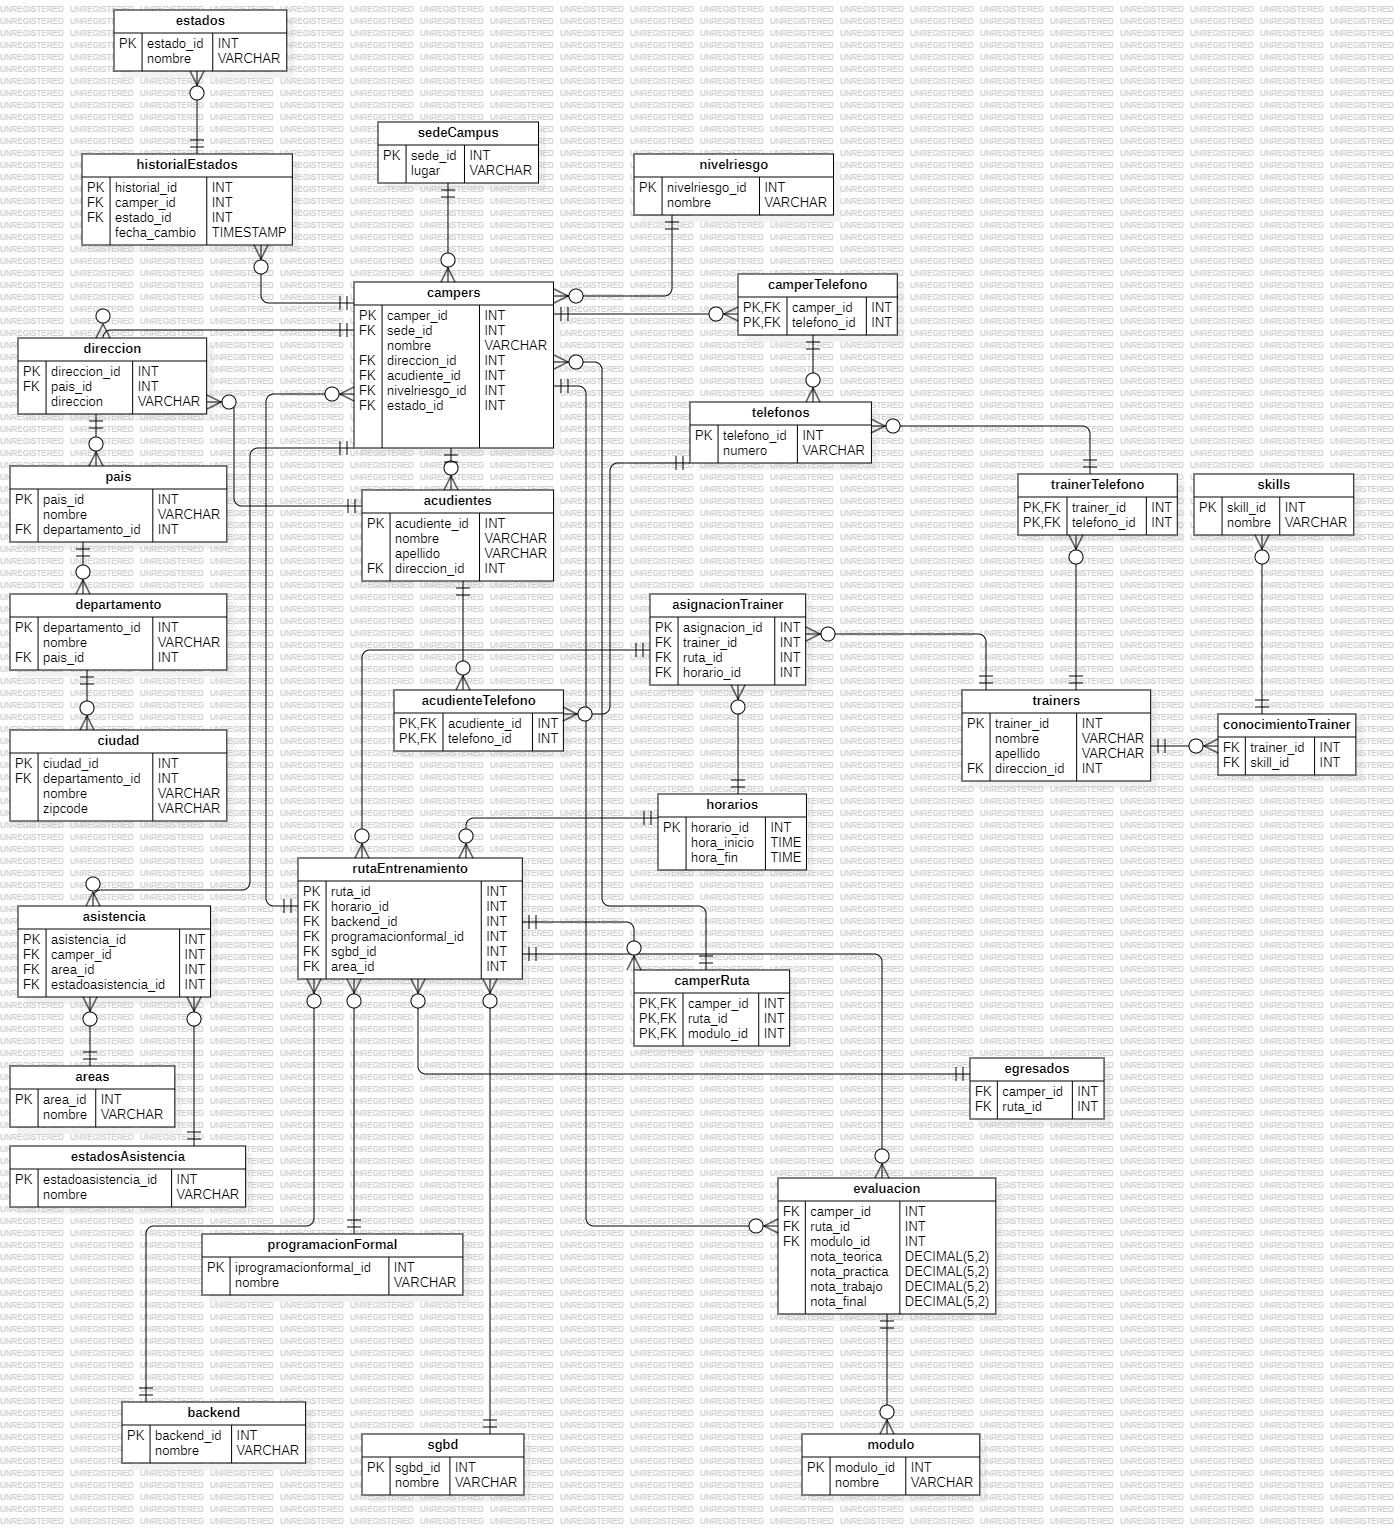 estados
PK estado_id INT
nombre VARCHAR
historialEstados
PK historial_id INT
FK camper_id INT
FK estado_id INT
fecha_cambio TIMESTAMP
sedeCampus
PK sede_id INT
lugar VARCHAR
nivelriesgo
PK nivelriesgo_id INT
nombre VARCHAR
campers
PK camper_id INT
FK sede_id INT
nombre VARCHAR
FK direccion_id INT
FK acudiente_id INT
FK nivelriesgo_id INT
FK estado_id INT
camperTelefono
PK,FK camper_id INT
PK,FK telefono_id INT
direccion
PK direccion_id INT
FK pais_id INT
direccion VARCHAR
telefonos
PK telefono_id INT
numero VARCHAR
pais
PK pais_id INT
nombre VARCHAR
FK departamento_id INT
acudientes
PK acudiente_id INT
nombre VARCHAR
apellido VARCHAR
FK direccion_id INT
trainerTelefono
PK,FK trainer_id INT
PK,FK telefono_id INT
skills
PK skill_id INT
nombre VARCHAR
departamento
PK departamento_id INT
nombre VARCHAR
FK pais_id INT
asignacionTrainer
PK asignacion_id INT
FK trainer_id INT
FK ruta_id INT
FK horario_id INT
acudienteTelefono
PK,FK acudiente_id INT
PK,FK telefono_id INT
trainers
PK trainer_id INT
nombre VARCHAR
apellido VARCHAR
FK direccion_id INT
conocimientoTrainer
FK trainer_id INT
FK skill_id INT
ciudad
PK ciudad_id INT
FK departamento_id INT
nombre VARCHAR
zipcode VARCHAR
horarios
PK horario_id INT
hora_inicio TIME
hora_fin TIME
rutaEntrenamiento
PK ruta_id INT
FK horario_id INT
FK backend_id INT
FK programacionformal_id INT
FK sgbd_id INT
FK area_id INT
asistencia
PK asistencia_id INT
FK camper_id INT
FK area_id INT
FK estadoasistencia_id INT
camperRuta
PK,FK camper_id INT
PK,FK ruta_id INT
PK,FK modulo_id INT
areas
PK area_id INT
nombre VARCHAR
egresados
FK camper_id INT
FK ruta_id INT
estadosAsistencia
PK estadoasistencia_id INT
nombre VARCHAR
evaluacion
FK camper_id INT
FK ruta_id INT
FK modulo_id INT
nota_teorica DECIMAL(5,2)
nota_practica DECIMAL(5,2)
nota_trabajo DECIMAL(5,2)
nota_final DECIMAL(5,2)
programacionFormal
PK iprogramacionformal_id INT
nombre VARCHAR
backend
PK backend_id INT
nombre VARCHAR
sgbd
PK sgbd_id INT
nombre VARCHAR
modulo
PK modulo_id INT
nombre VARCHAR
UNREGISTERED